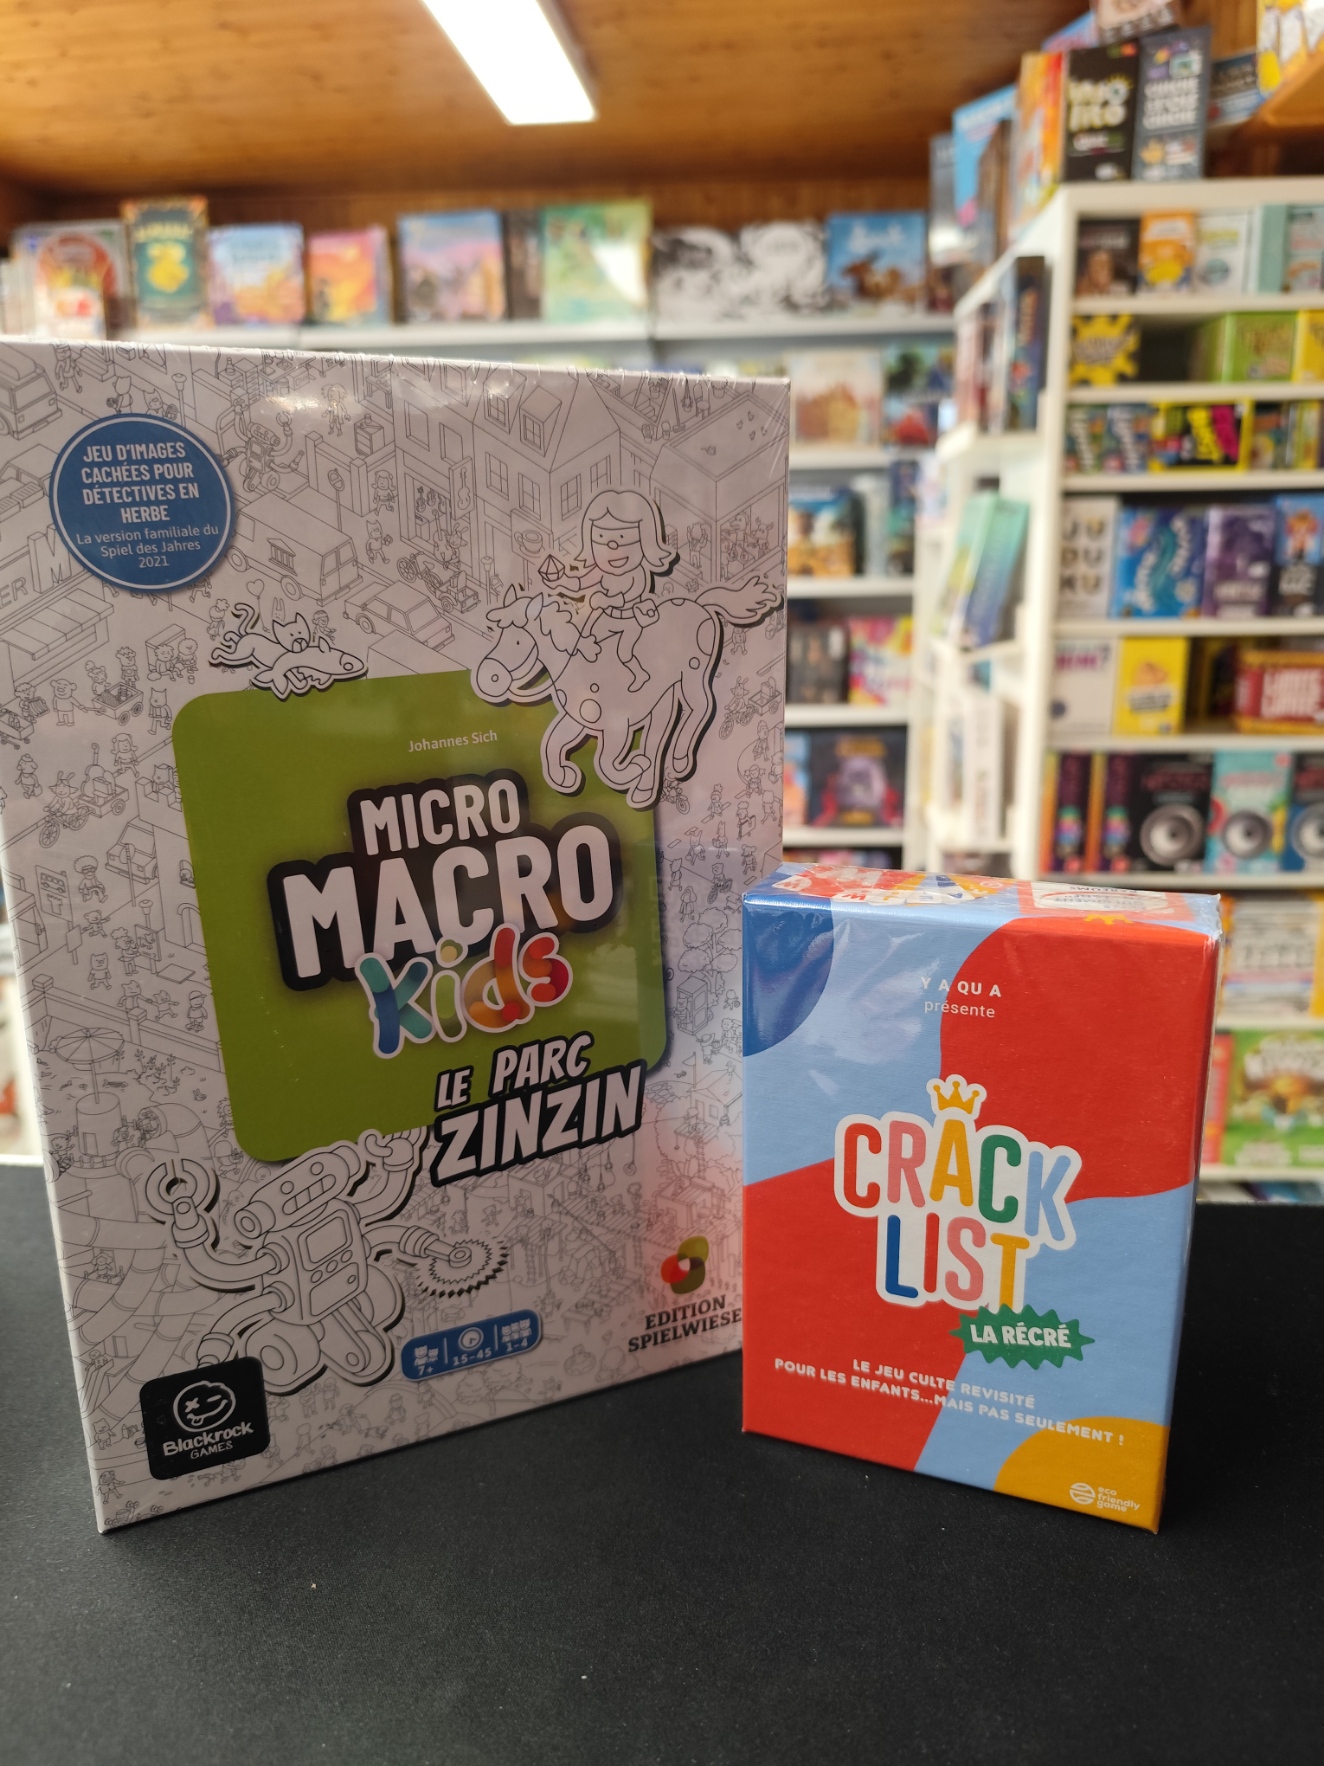 JEU D'IMAGES
CACHÉES POUR
DÉTECTIVES EN
HERBE
La version familiale du
Spiel des Jahres
2021
Johannes Sich
MICRO
MACRO
Kids
LE PARC
ZINZIN
EDITION
SPIELWIESE
7+
15-45
1-4
Blackrock
GAMES
YAQUA
présente
CRACK
LIST
LA RÉCRÉ
LE JEU CULTE REVISITÉ
POUR LES ENFANTS...MAIS PAS SEULEMENT !
eco
friendly
game